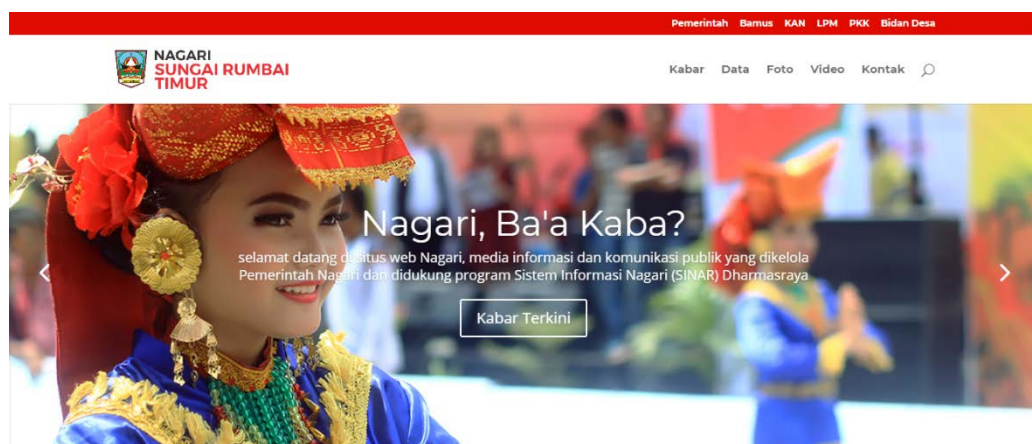 Pemerintah Bamus KAN LPM PKK Bidan Desa
NAGARI
SUNGAI RUMBAI
TIMUR
Kabar Data Foto Video Kontak
Nagari, Ba'a Kaba?
selamat datang di situs web Nagari, media informasi dan komunikasi publik yang dikelola
Pemerintah Nagari dan didukung program Sistem Informasi Nagari (SINAR) Dharmasraya
Kabar Terkini